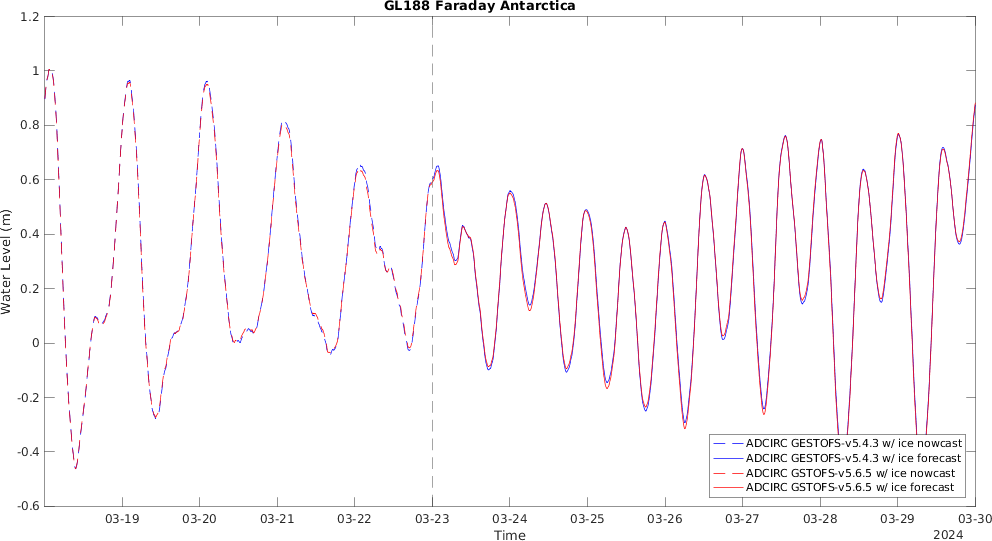 GL188 Faraday Antarctica
1.2
1
0.8
0.6
0.4
0.2
0
-0.2
-0.4
-0.6
Water Level (m)
ADCIRC GESTOFS-v5.4.3 w/ ice nowcast
ADCIRC GESTOFS-v5.4.3 w/ ice forecast
ADCIRC GSTOFS-v5.6.5 w/ ice nowcast
ADCIRC GSTOFS-v5.6.5 w/ ice forecast
03-19 03-20 03-21 03-22 03-23 03-24 03-25 03-26 03-27 03-28 03-29 03-30
Time
2024